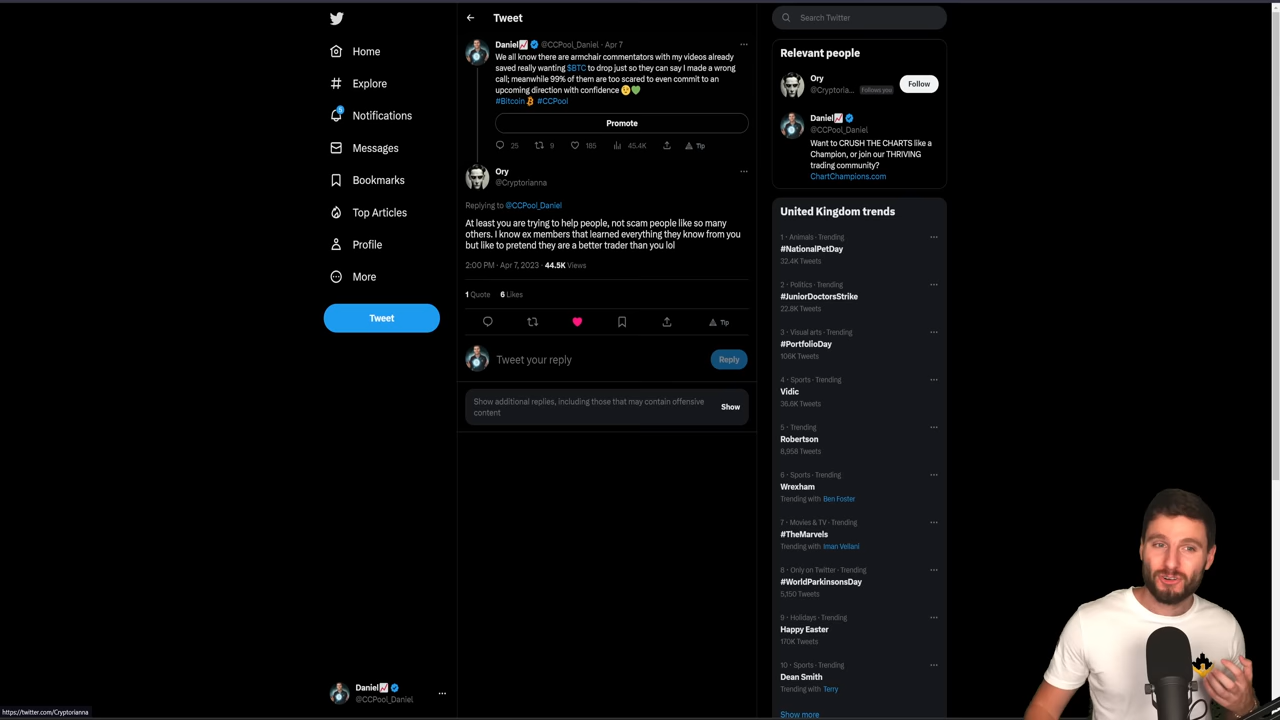 Home
Explore
5
Notifications
Messages
Bookmarks
Top Articles
Profile
More
Tweet
Daniel📈
@CCPool_Daniel
https://twitter.com/Cryptorianna
Tweet
Daniel📈 @CCPool_Daniel · Apr 7
We all know there are armchair commentators with my videos already
saved really wanting $BTC to drop just so they can say I made a wrong
call; meanwhile 99% of them are too scared to even commit to an
upcoming direction with confidence
#Bitcoin #CCPool
Promote
25 9 185 45.4K Tip
Ory
@Cryptorianna
Replying to @CCPool_Daniel
At least you are trying to help people, not scam people like so many
others. I know ex members that learned everything they know from you
but like to pretend they are a better trader than you lol
2:00 PM · Apr 7, 2023 · 44.5K Views
1 Quote 6 Likes
Tip
Tweet your reply
Reply
Show additional replies, including those that may contain offensive
content
Show
Search Twitter
Relevant people
Ory
@Cryptoria... Follows you
Follow
Daniel📈
@CCPool_Daniel
Want to CRUSH THE CHARTS like a
Champion, or join our THRIVING
trading community?
ChartChampions.com
United Kingdom trends
1 · Animals · Trending
#NationalPetDay
32.4K Tweets
2 · Politics · Trending
#JuniorDoctorsStrike
22.8K Tweets
3 · Visual arts · Trending
#PortfolioDay
106K Tweets
4 · Sports · Trending
Vidic
36.6K Tweets
5 · Trending
Robertson
6,958 Tweets
6 · Sports · Trending
Wrexham
Trending with Ben Foster
7 · Movies & TV · Trending
#TheMarvels
Trending with Iman Vellani
8 · Only on Twitter · Trending
#WorldParkinsonsDay
5,150 Tweets
9 · Holidays · Trending
Happy Easter
170K Tweets
10 · Sports · Trending
Dean Smith
Trending with Terry
Show more